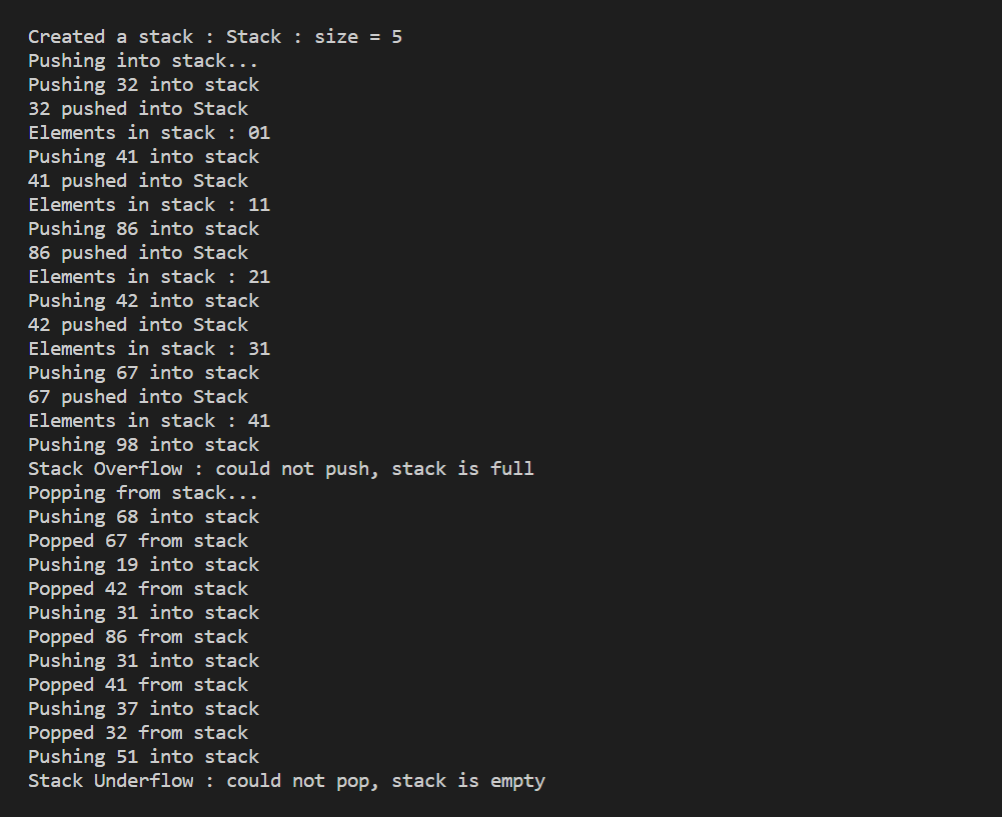 Created a stack : Stack : size = 5
Pushing into stack...
Pushing 32 into stack
32 pushed into Stack
Elements in stack : 01
Pushing 41 into stack
41 pushed into Stack
Elements in stack : 11
Pushing 86 into stack
86 pushed into Stack
Elements in stack : 21
Pushing 42 into stack
42 pushed into Stack
Elements in stack : 31
Pushing 67 into stack
67 pushed into Stack
Elements in stack : 41
Pushing 98 into stack
Stack Overflow : could not push, stack is full
Popping from stack...
Pushing 68 into stack
Popped 67 from stack
Pushing 19 into stack
Popped 42 from stack
Pushing 31 into stack
Popped 86 from stack
Pushing 31 into stack
Popped 41 from stack
Pushing 37 into stack
Popped 32 from stack
Pushing 51 into stack
Stack Underflow : could not pop, stack is empty